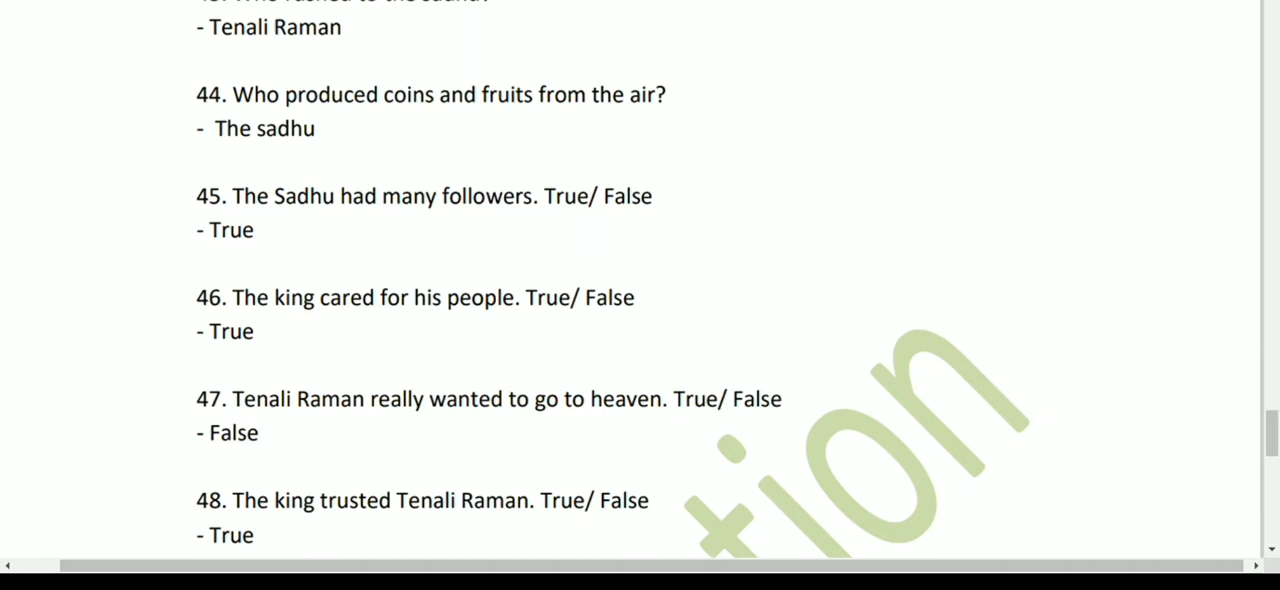 - Tenali Raman
44. Who produced coins and fruits from the air?
- The sadhu
45. The Sadhu had many followers. True/ False
- True
46. The king cared for his people. True/ False
- True
47. Tenali Raman really wanted to go to heaven. True/ False
- False
48. The king trusted Tenali Raman. True/ False
- True
tion